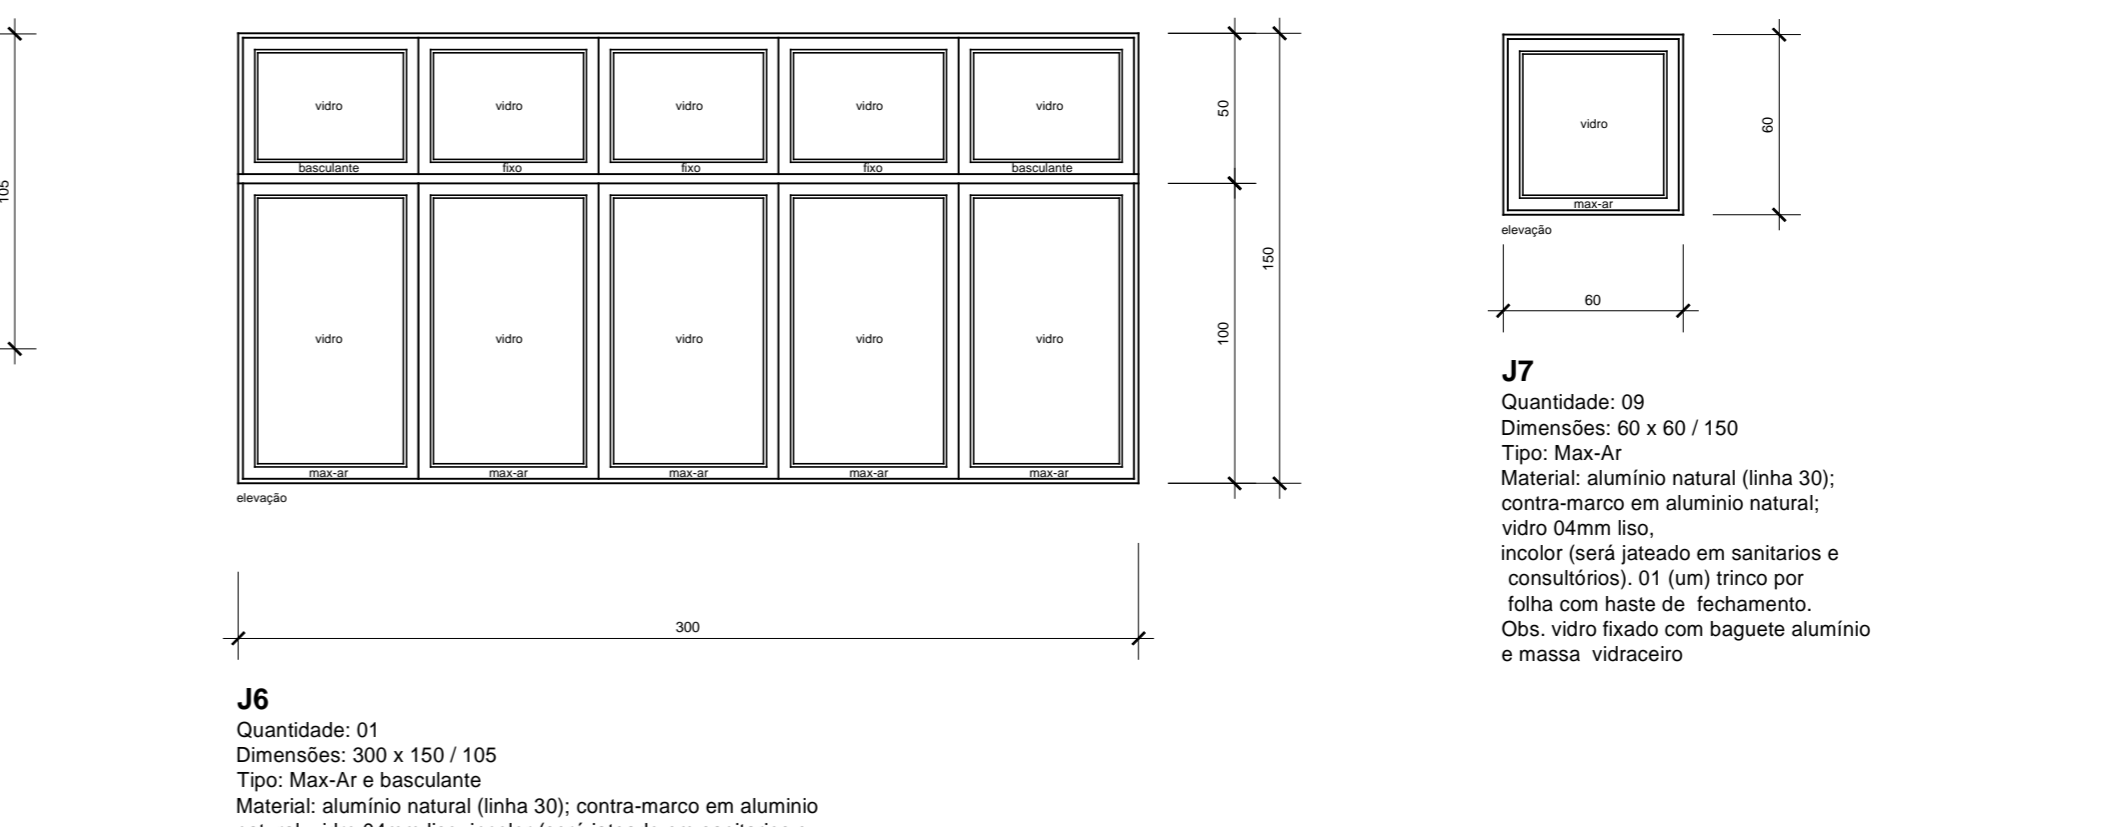 105
vidro
vidro
vidro
vidro
vidro
basculante
fixo
fixo
fixo
basculante
vidro
vidro
vidro
vidro
vidro
max-ar
max-ar
max-ar
max-ar
max-ar
elevação
50
100
150
300
J6
Quantidade: 01
Dimensões: 300 x 150 / 105
Tipo: Max-Ar e basculante
Material: alumínio natural (linha 30); contra-marco em aluminio
vidro
max-ar
elevação
60
60
J7
Quantidade: 09
Dimensões: 60 x 60 / 150
Tipo: Max-Ar
Material: alumínio natural (linha 30);
contra-marco em aluminio natural;
vidro 04mm liso,
incolor (será jateado em sanitarios e
consultórios). 01 (um) trinco por
folha com haste de fechamento.
Obs. vidro fixado com baguete alumínio
e massa vidraceiro